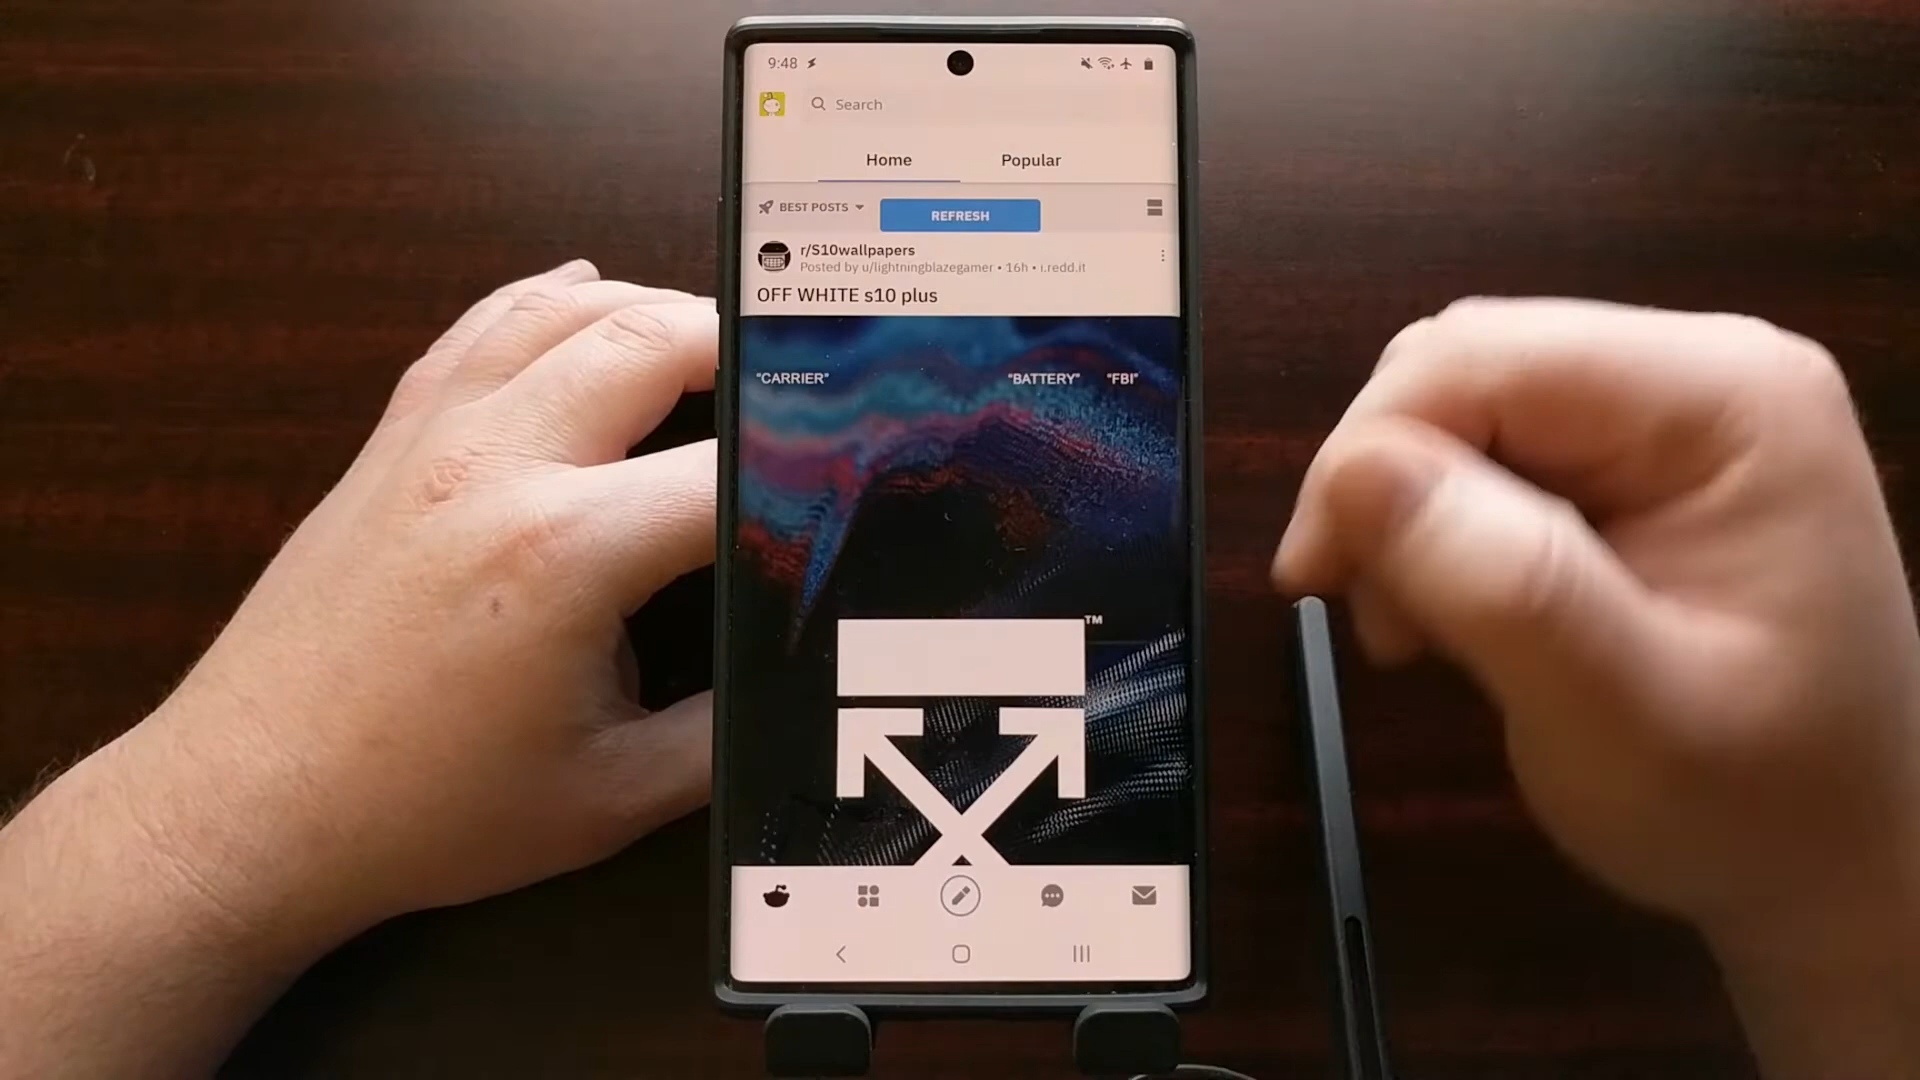 9:48
Search
Home Popular
BEST POSTS REFRESH
r/S10wallpapers
Posted by u/lightningblazegamer • 16h • i.redd.it
OFF WHITE s10 plus
"CARRIER" "BATTERY" "FBI"
TM